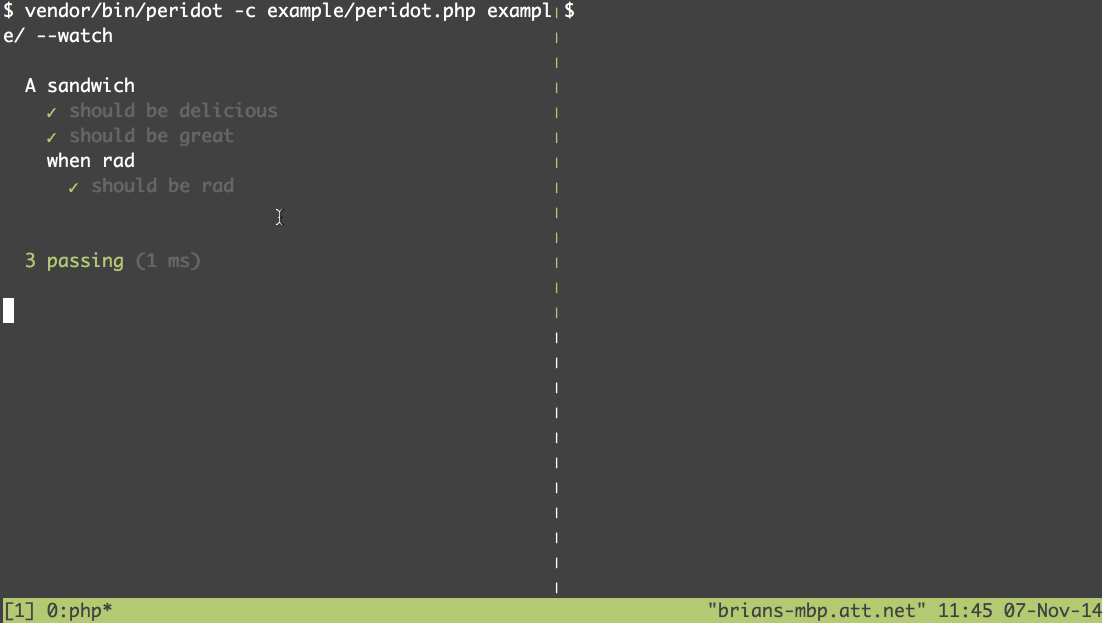 $ vendor/bin/peridot -c example/peridot.php exampl
e/ --watch
A sandwich
✓ should be delicious
✓ should be great
when rad
✓ should be rad
3 passing (1 ms)
$
[1] 0:php* "brians-mbp.att.net" 11:45 07-Nov-14